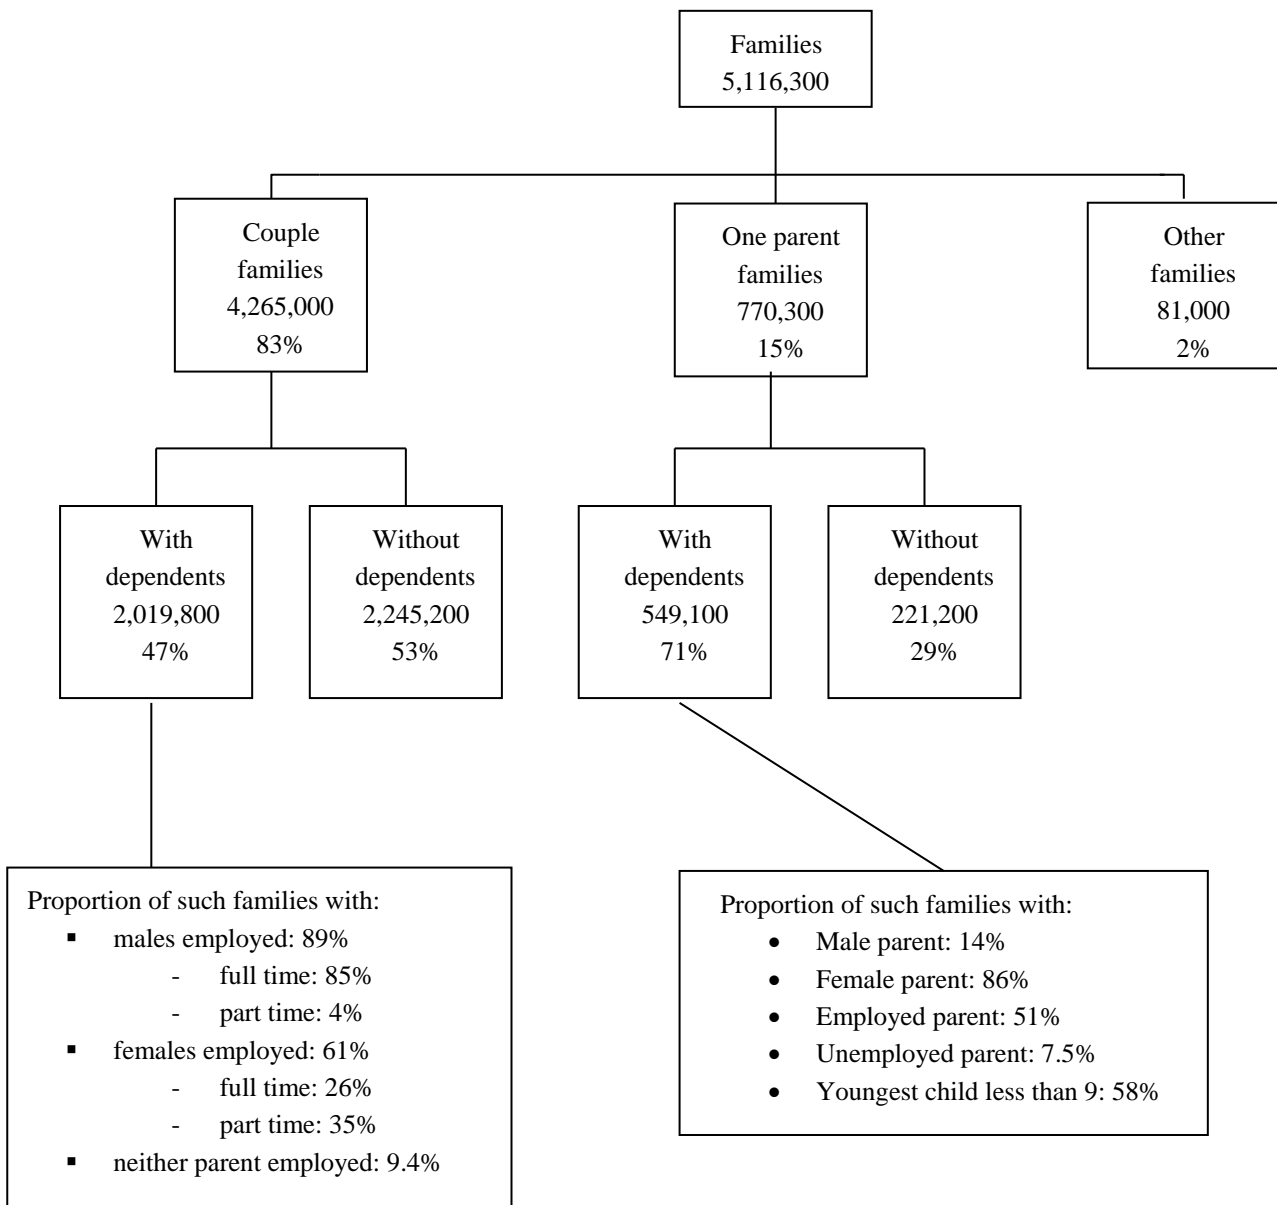 Families
5,116,300
Couple
families
4,265,000
83%
One parent
families
770,300
15%
Other
families
81,000
2%
With
dependents
2,019,800
47%
Without
dependents
2,245,200
53%
With
dependents
549,100
71%
Without
dependents
221,200
29%
Proportion of such families with:
▪ males employed: 89%
- full time: 85%
- part time: 4%
▪ females employed: 61%
- full time: 26%
- part time: 35%
▪ neither parent employed: 9.4%
Proportion of such families with:
• Male parent: 14%
• Female parent: 86%
• Employed parent: 51%
• Unemployed parent: 7.5%
• Youngest child less than 9: 58%